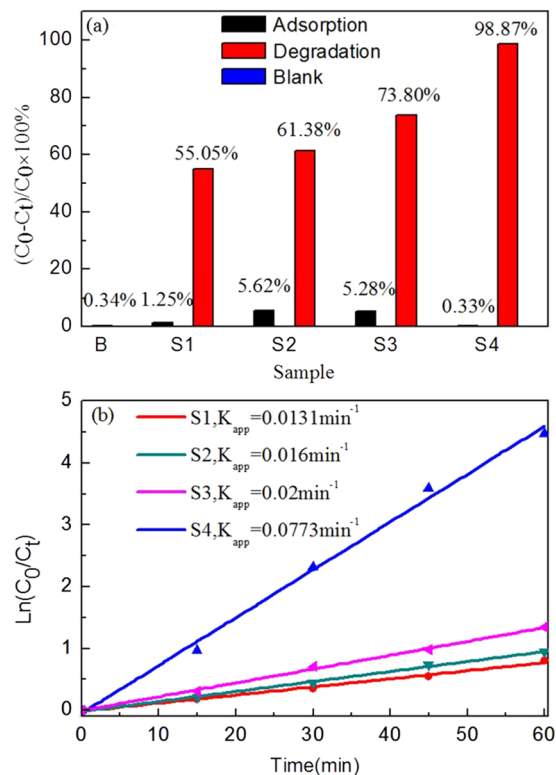 (a)
Adsorption
Degradation
Blank
98.87%
73.80%
61.38%
55.05%
0.34%
1.25%
5.62%
5.28%
0.33%
100
80
60
40
20
0
(C0-Ct)/C0×100%
B S1 S2 S3 S4
Sample
(b)
S1,Kapp=0.0131min-1
S2,Kapp=0.016min-1
S3,Kapp=0.02min-1
S4,Kapp=0.0773min-1
5
4
3
2
1
0
Ln(C0/Ct)
0 10 20 30 40 50 60
Time(min)